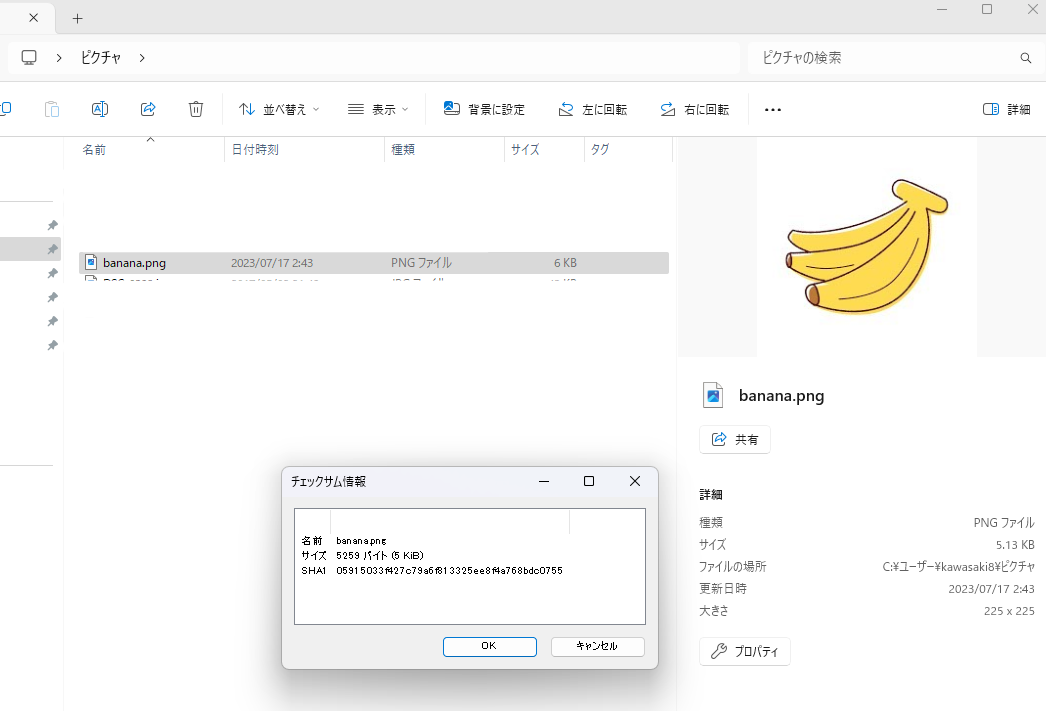 ピクチャ
ピクチャの検索
並べ替え
表示
背景に設定
左に回転
右に回転
詳細
名前 日付時刻 種類 サイズ タグ
banana.png 2023/07/17 2:43 PNG ファイル 6 KB
banana.png
共有
詳細
種類 PNG ファイル
サイズ 5.13 KB
ファイルの場所 C:¥ユーザー¥kawasaki8¥ピクチャ
更新日時 2023/07/17 2:43
大きさ 225 x 225
プロパティ
チェックサム情報
名前 banana.png
サイズ 5259 バイト (5 KiB)
SHA1 05915033f427c79a6f813325ee8f4a768bdc0755
OK
キャンセル